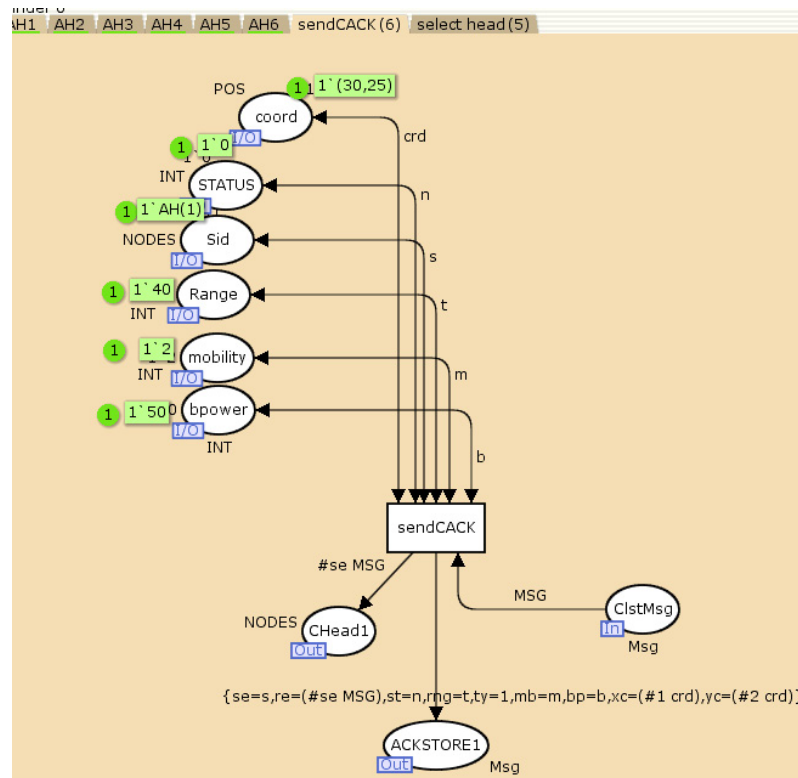 AH1 AH2 AH3 AH4 AH5 AH6 sendCACK (6) select head (5)
POS 1 1`(30,25)
coord
I/O
crd
1 1`0
INT
STATUS
n
1 1`AH(1)
NODES Sid
I/O
s
1 1`40 Range
INT I/O
t
1 1`2 mobility
INT I/O
m
1 1`50 bpower
I/O
INT
b
sendCACK
#se MSG
MSG
ClstMsg
In
Msg
NODES CHead1
Out
{se=s,re=(#se MSG),st=n,rng=t,ty=1,mb=m,bp=b,xc=(#1 crd),yc=(#2 crd)}
ACKSTORE1
Out
Msg